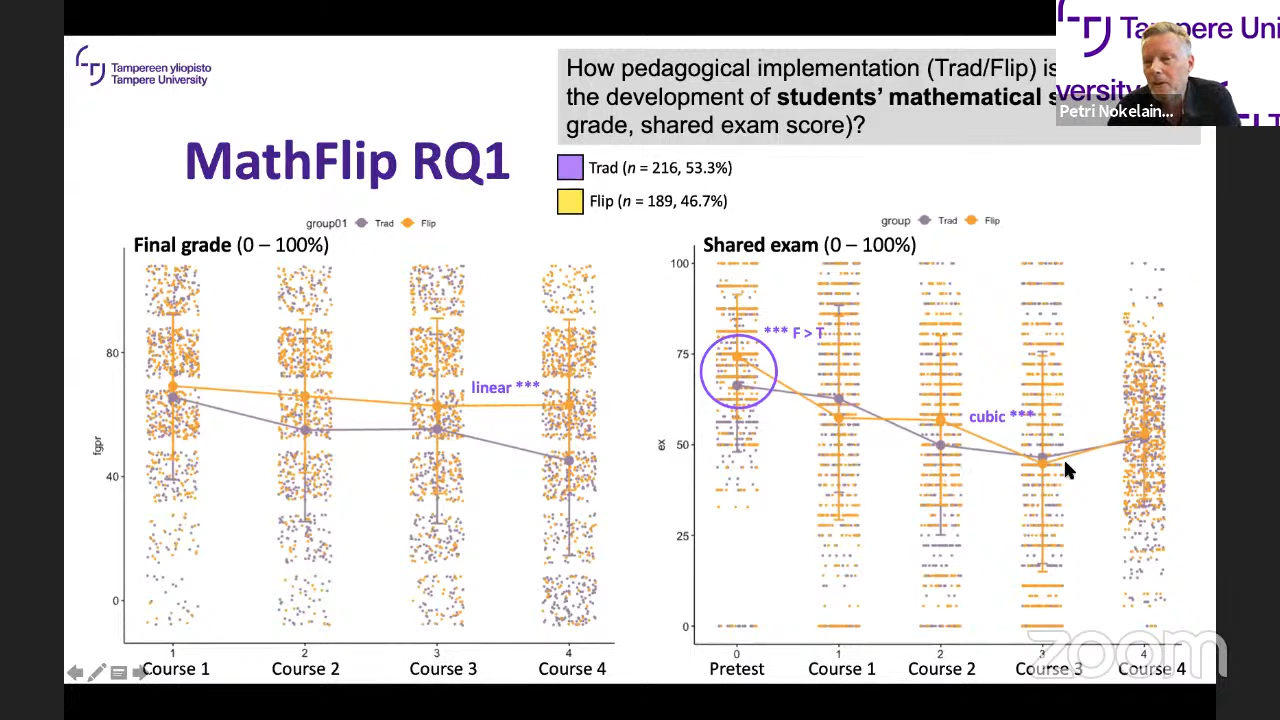 Tampereen yliopisto
Tampere University
MathFlip RQ1
How pedagogical implementation (Trad/Flip) is
the development of students’ mathematical s
grade, shared exam score)?
Trad (n = 216, 53.3%)
Flip (n = 189, 46.7%)
Tampere Uni
versity
Petri Nokelain...
group01 Trad Flip
Final grade (0 – 100%)
fgpr
80
40
0
linear ***
1 2 3 4
Course 1 Course 2 Course 3 Course 4
group Trad Flip
Shared exam (0 – 100%)
ex
100
75
50
25
0
*** F > T
cubic ***
0 1 2 3 4
Pretest Course 1 Course 2 Course 3 Course 4
zoom